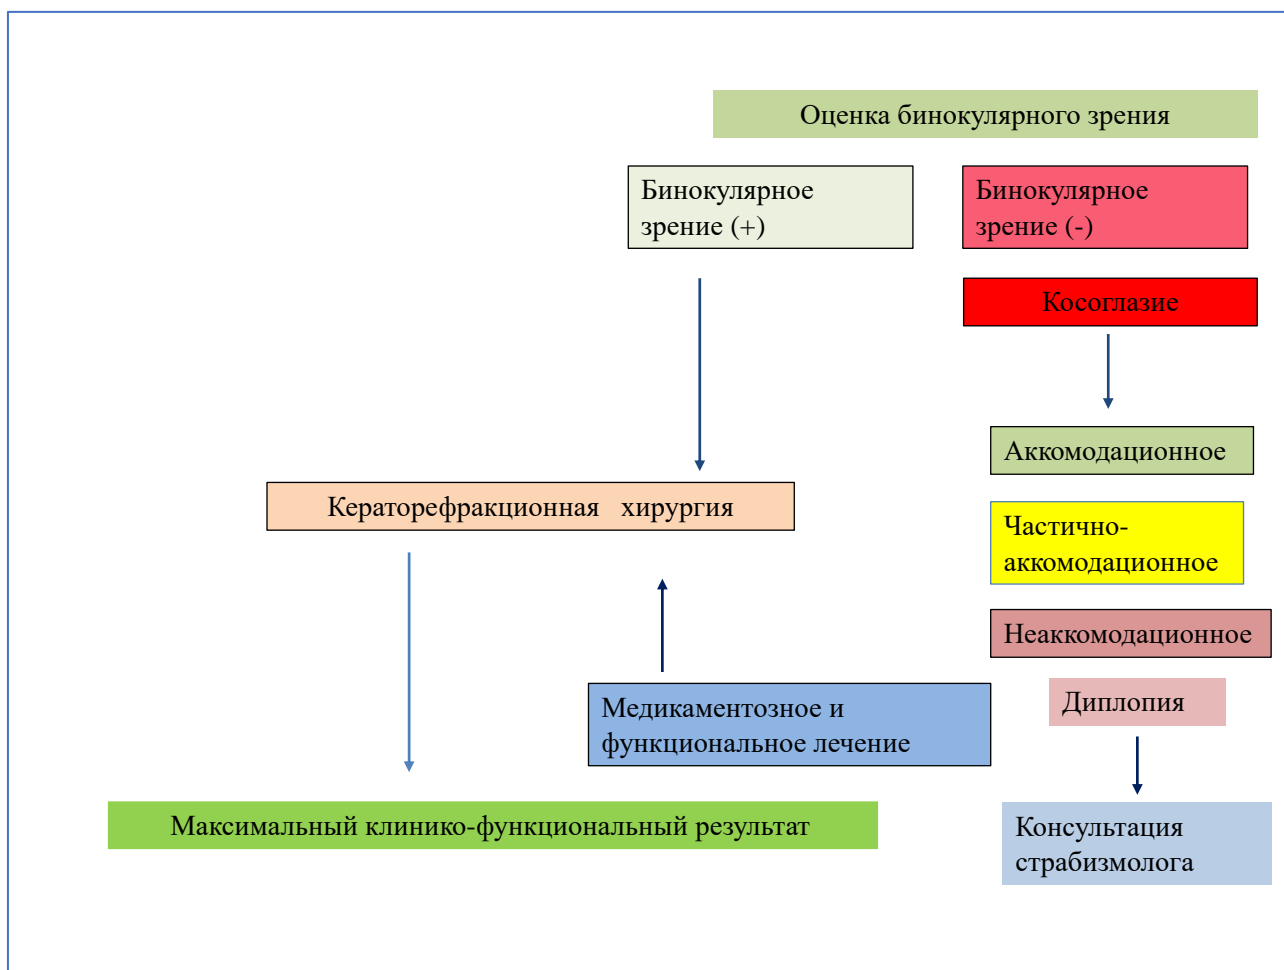 Оценка бинокулярного зрения
Бинокулярное
зрение (+)
Бинокулярное
зрение (-)
Косоглазие
Аккомодационное
Кераторефракционная хирургия
Частично-
аккомодационное
Неаккомодационное
Медикаментозное и
функциональное лечение
Диплопия
Максимальный клинико-функциональный результат
Консультация
страбизмолога